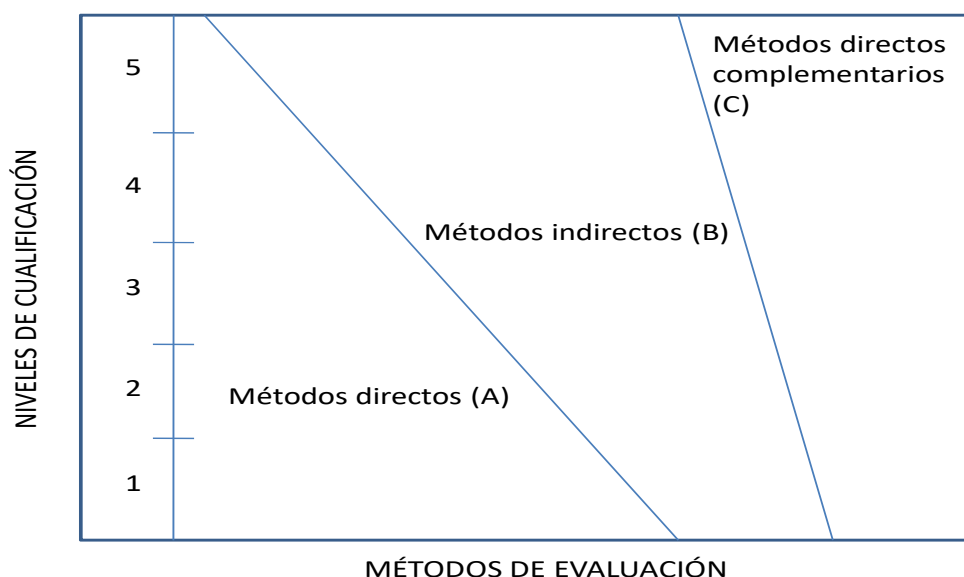 NIVELES DE CUALIFICACIÓN
5
4
3
2
1
Métodos directos
complementarios
(C)
Métodos indirectos (B)
Métodos directos (A)
MÉTODOS DE EVALUACIÓN